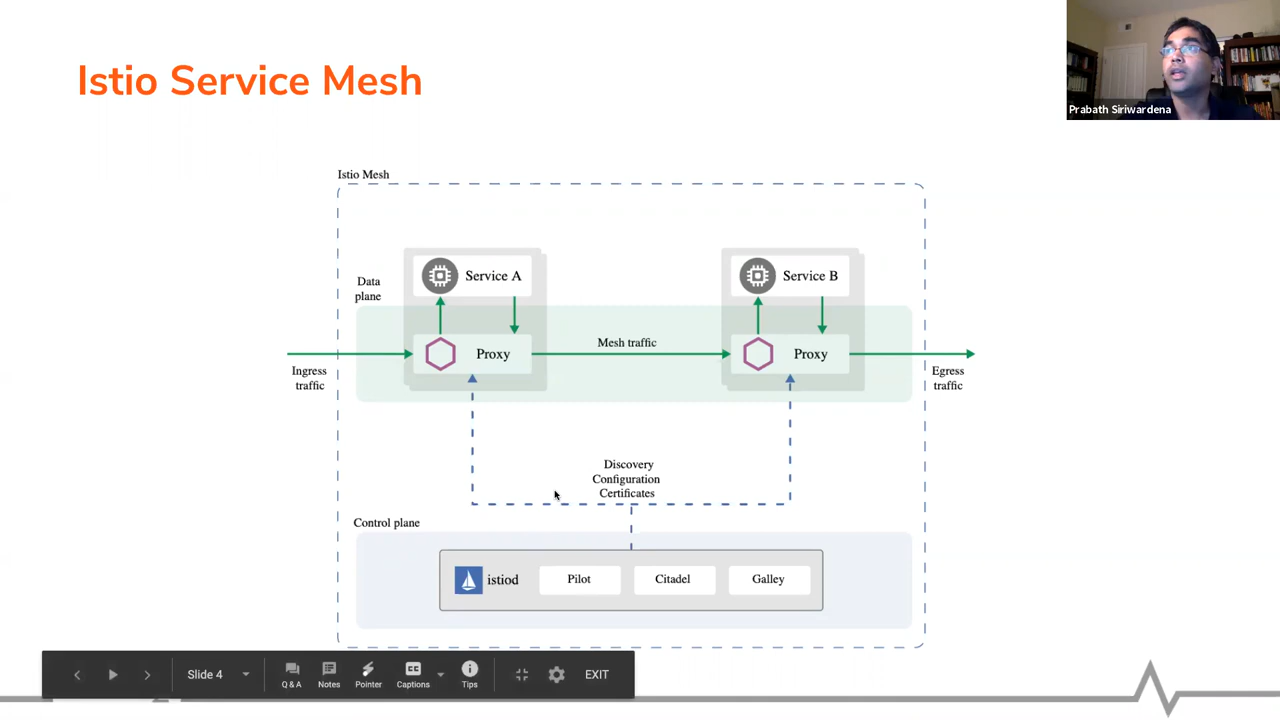 Istio Service Mesh
Prabath Siriwardena
Istio Mesh
Data
plane
Service A
Service B
Proxy
Mesh traffic
Proxy
Ingress
traffic
Egress
traffic
Discovery
Configuration
Certificates
Control plane
istiod
Pilot
Citadel
Galley
Slide 4
Q & A
Notes
Pointer
CC
Captions
Tips
EXIT